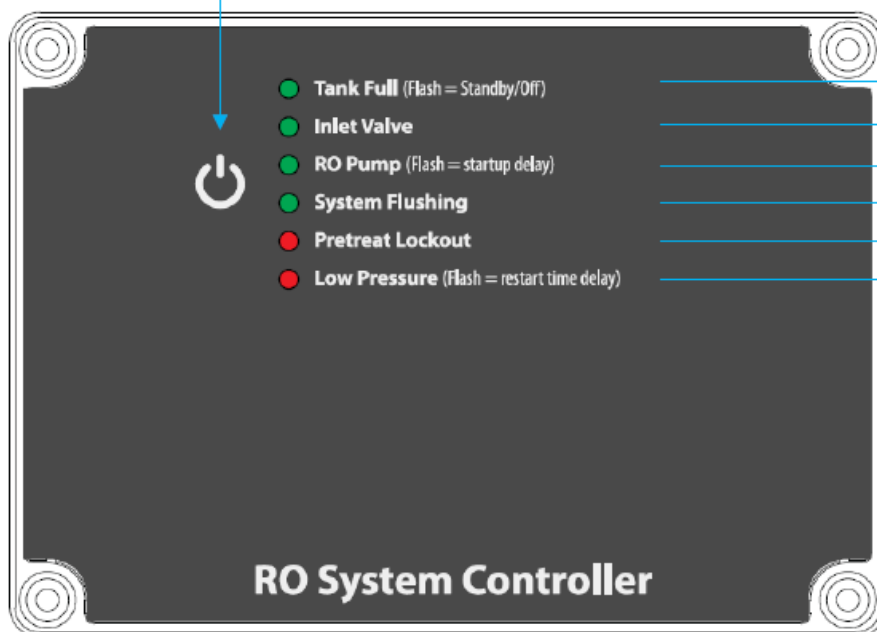 Tank Full (Flash = Standby/Off)
Inlet Valve
RO Pump (Flash = startup delay)
System Flushing
Pretreat Lockout
Low Pressure (Flash = restart time delay)
RO System Controller